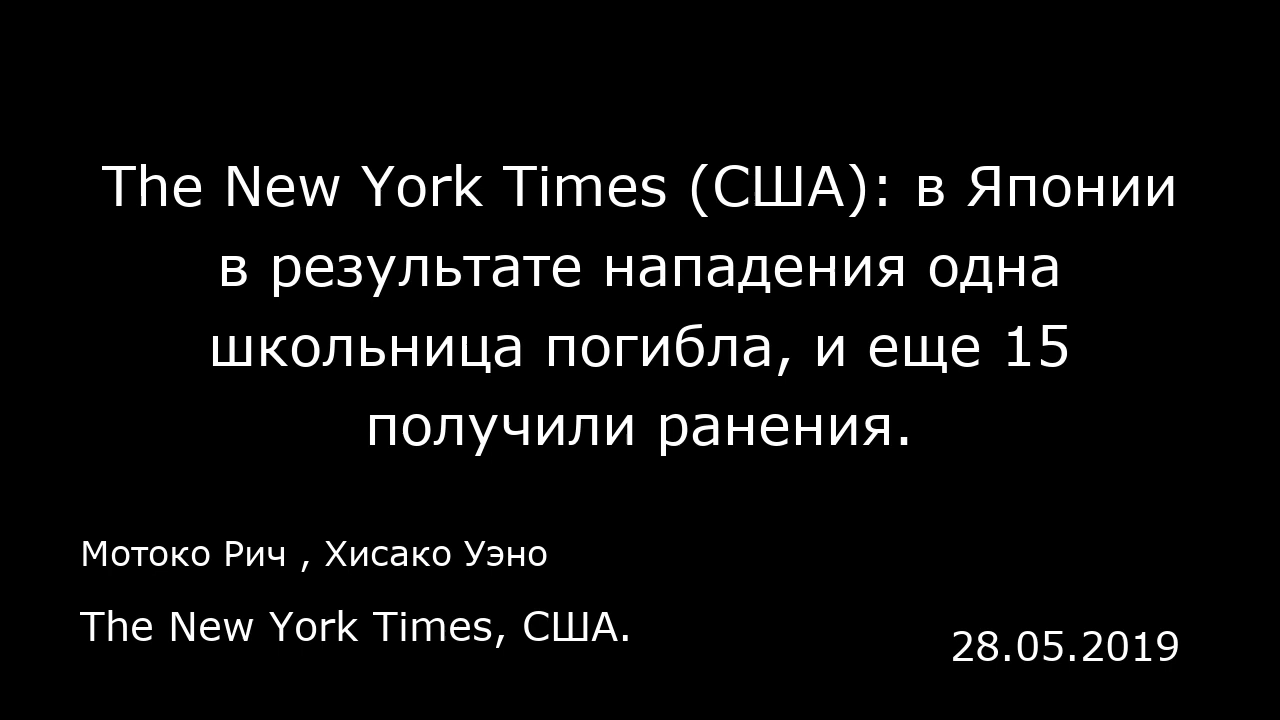 The New York Times (США): в Японии
в результате нападения одна
школьница погибла, и еще 15
получили ранения.
Мотоко Рич , Хисако Уэно
The New York Times, США.
28.05.2019